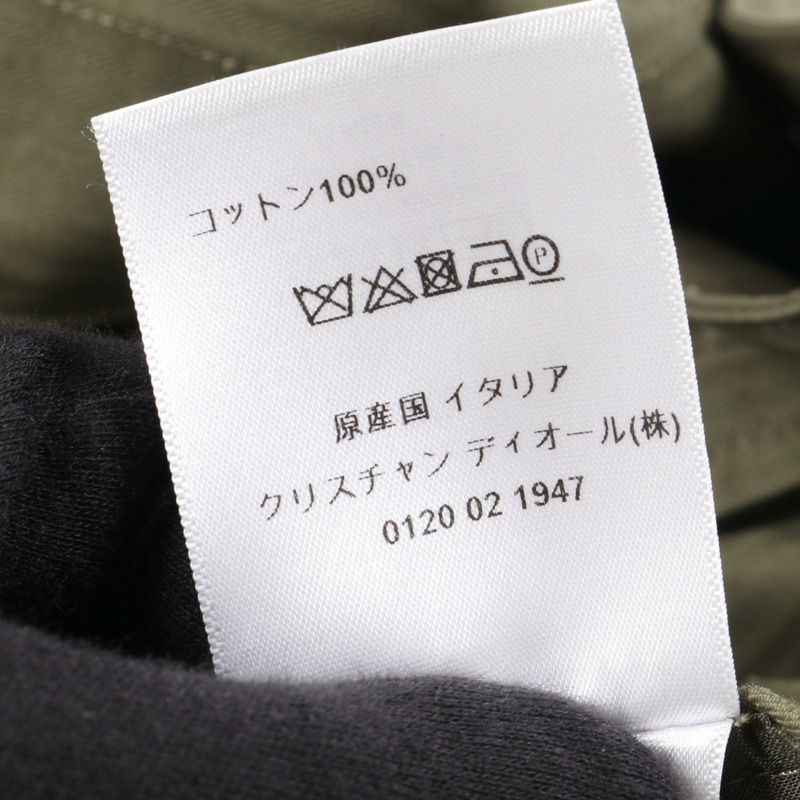 コットン100%
P
原産国 イタリア
クリスチャン ディオール(株)
0120 02 1947